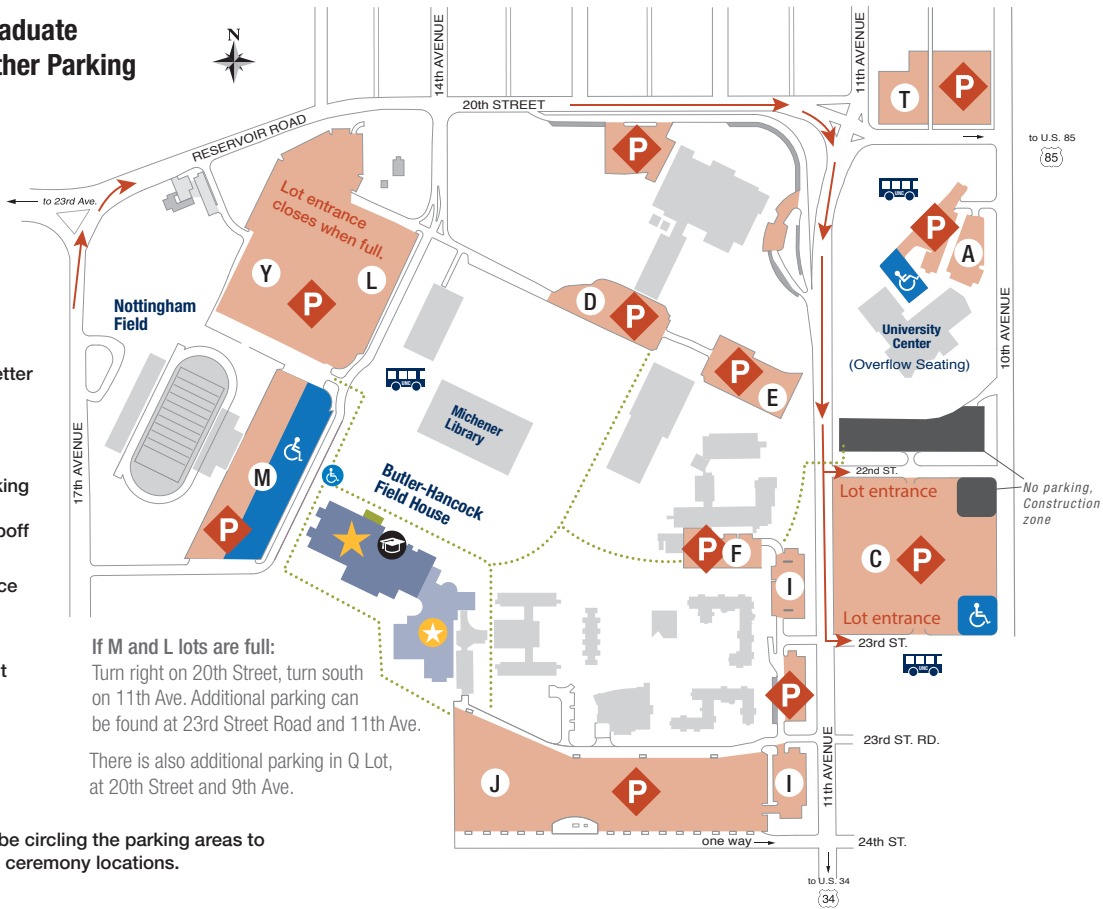 aduate
ther Parking
N
14th AVENUE
11th AVENUE
20th STREET
T
P
to U.S. 85
85
RESERVOIR ROAD
to 23rd Ave.
P
UNC
P
A
Lot entrance
closes when full.
Y
L
P
D
P
Nottingham
Field
University
Center
(Overflow Seating)
10th AVENUE
P
E
etter
UNC
Michener
Library
17th AVENUE
M
P
king
22nd ST.
Lot entrance
No parking,
Construction
zone
Butler-Hancock
Field House
poff
P
F
C
P
I
ce
Lot entrance
23rd ST.
UNC
If M and L lots are full:
Turn right on 20th Street, turn south
on 11th Ave. Additional parking can
be found at 23rd Street Road and 11th Ave.
There is also additional parking in Q Lot,
at 20th Street and 9th Ave.
t
P
23rd ST. RD.
11th AVENUE
J
P
I
be circling the parking areas to
ceremony locations.
one way
24th ST.
to U.S. 34
34